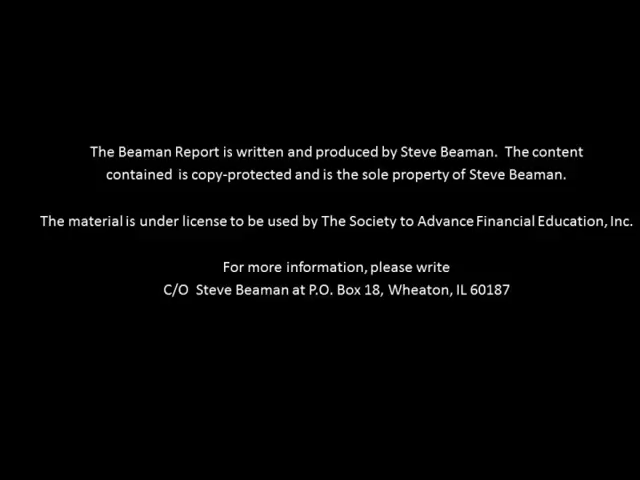 The Beaman Report is written and produced by Steve Beaman.  The content
contained  is copy-protected and is the sole property of Steve Beaman.
The material is under license to be used by The Society to Advance Financial Education, Inc.
For more information, please write
C/O  Steve Beaman at P.O. Box 18, Wheaton, IL 60187